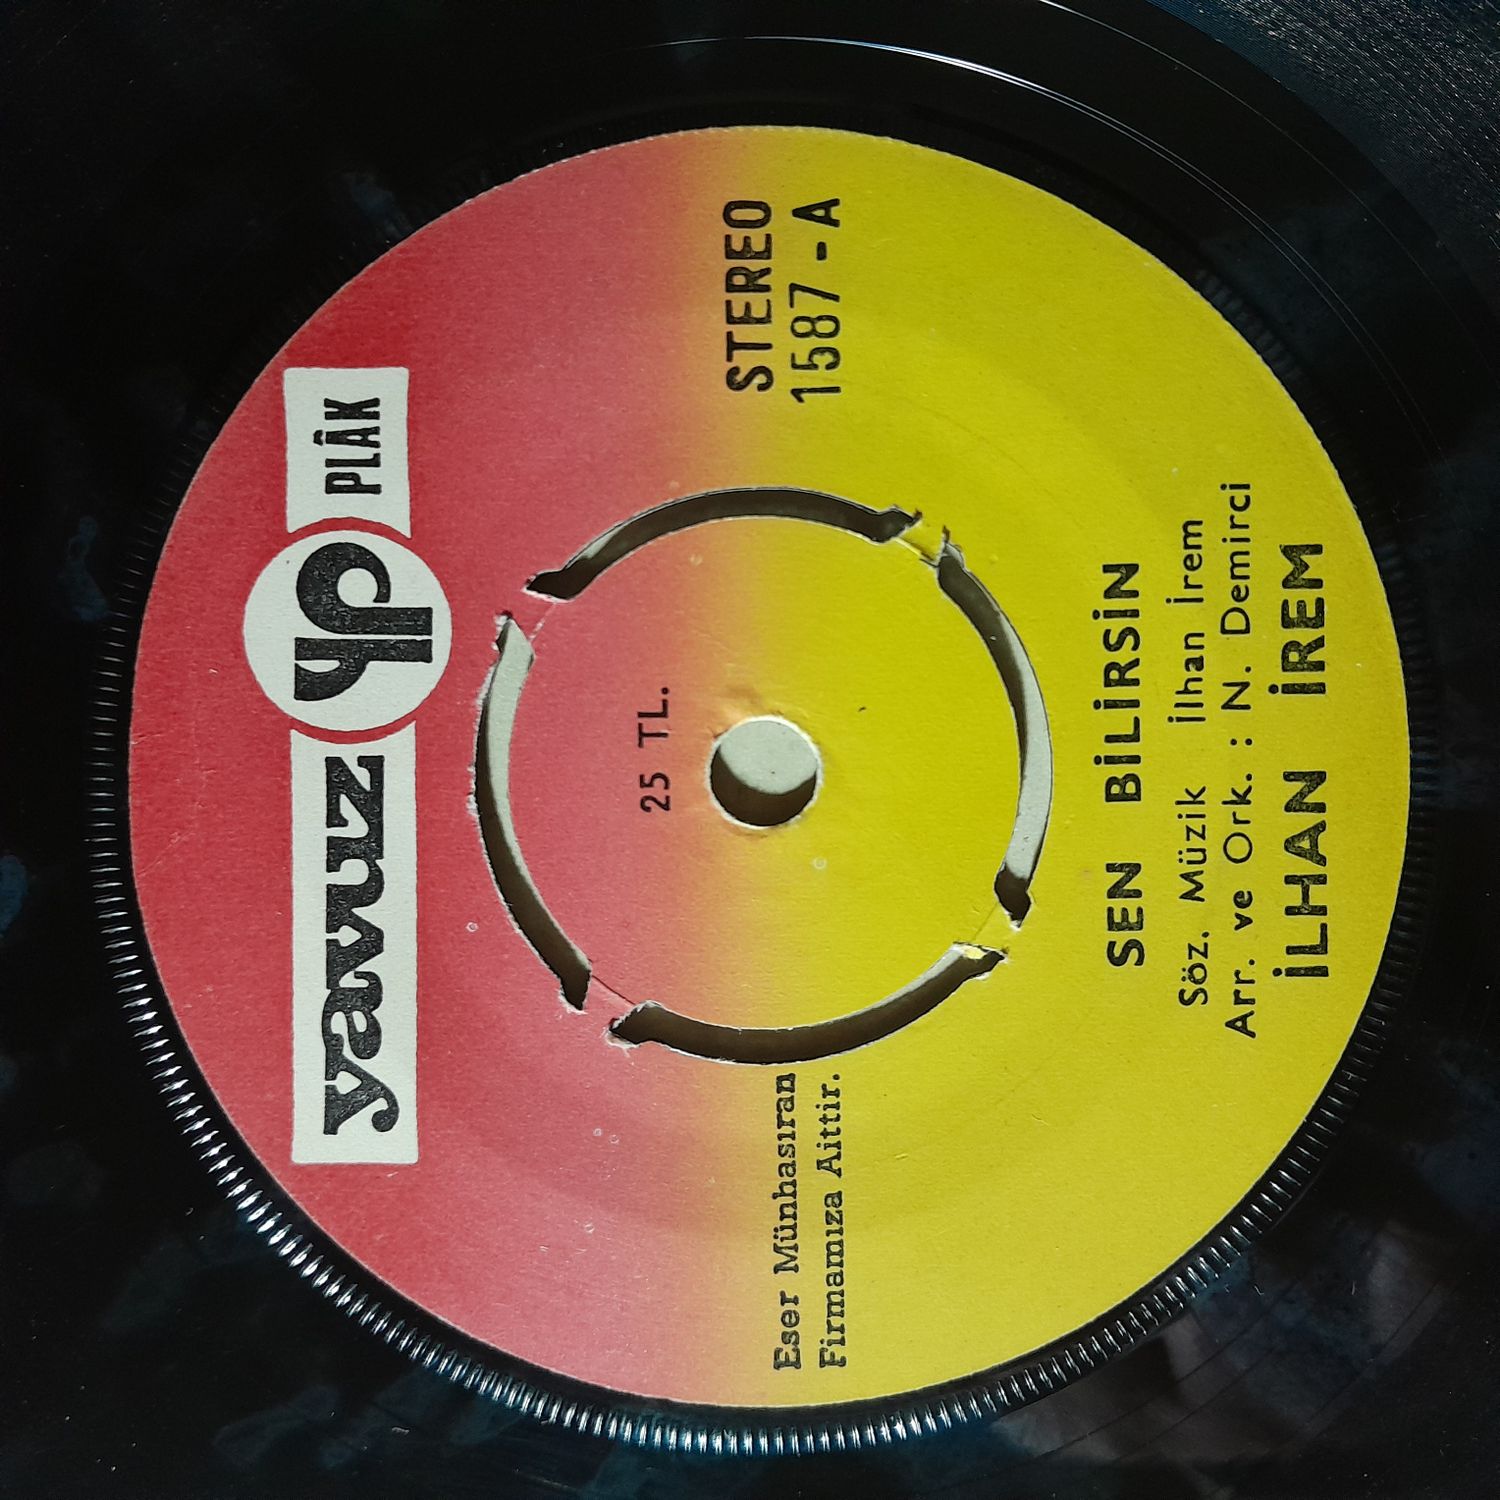 yavuz yp PLÂK
25 TL.
Eser Münhasıran
Firmamıza Aittir.
STEREO
1587 - A
SEN BİLİRSİN
Söz. Müzik İlhan İrem
Arr. ve Ork. : N. Demirci
İLHAN İREM